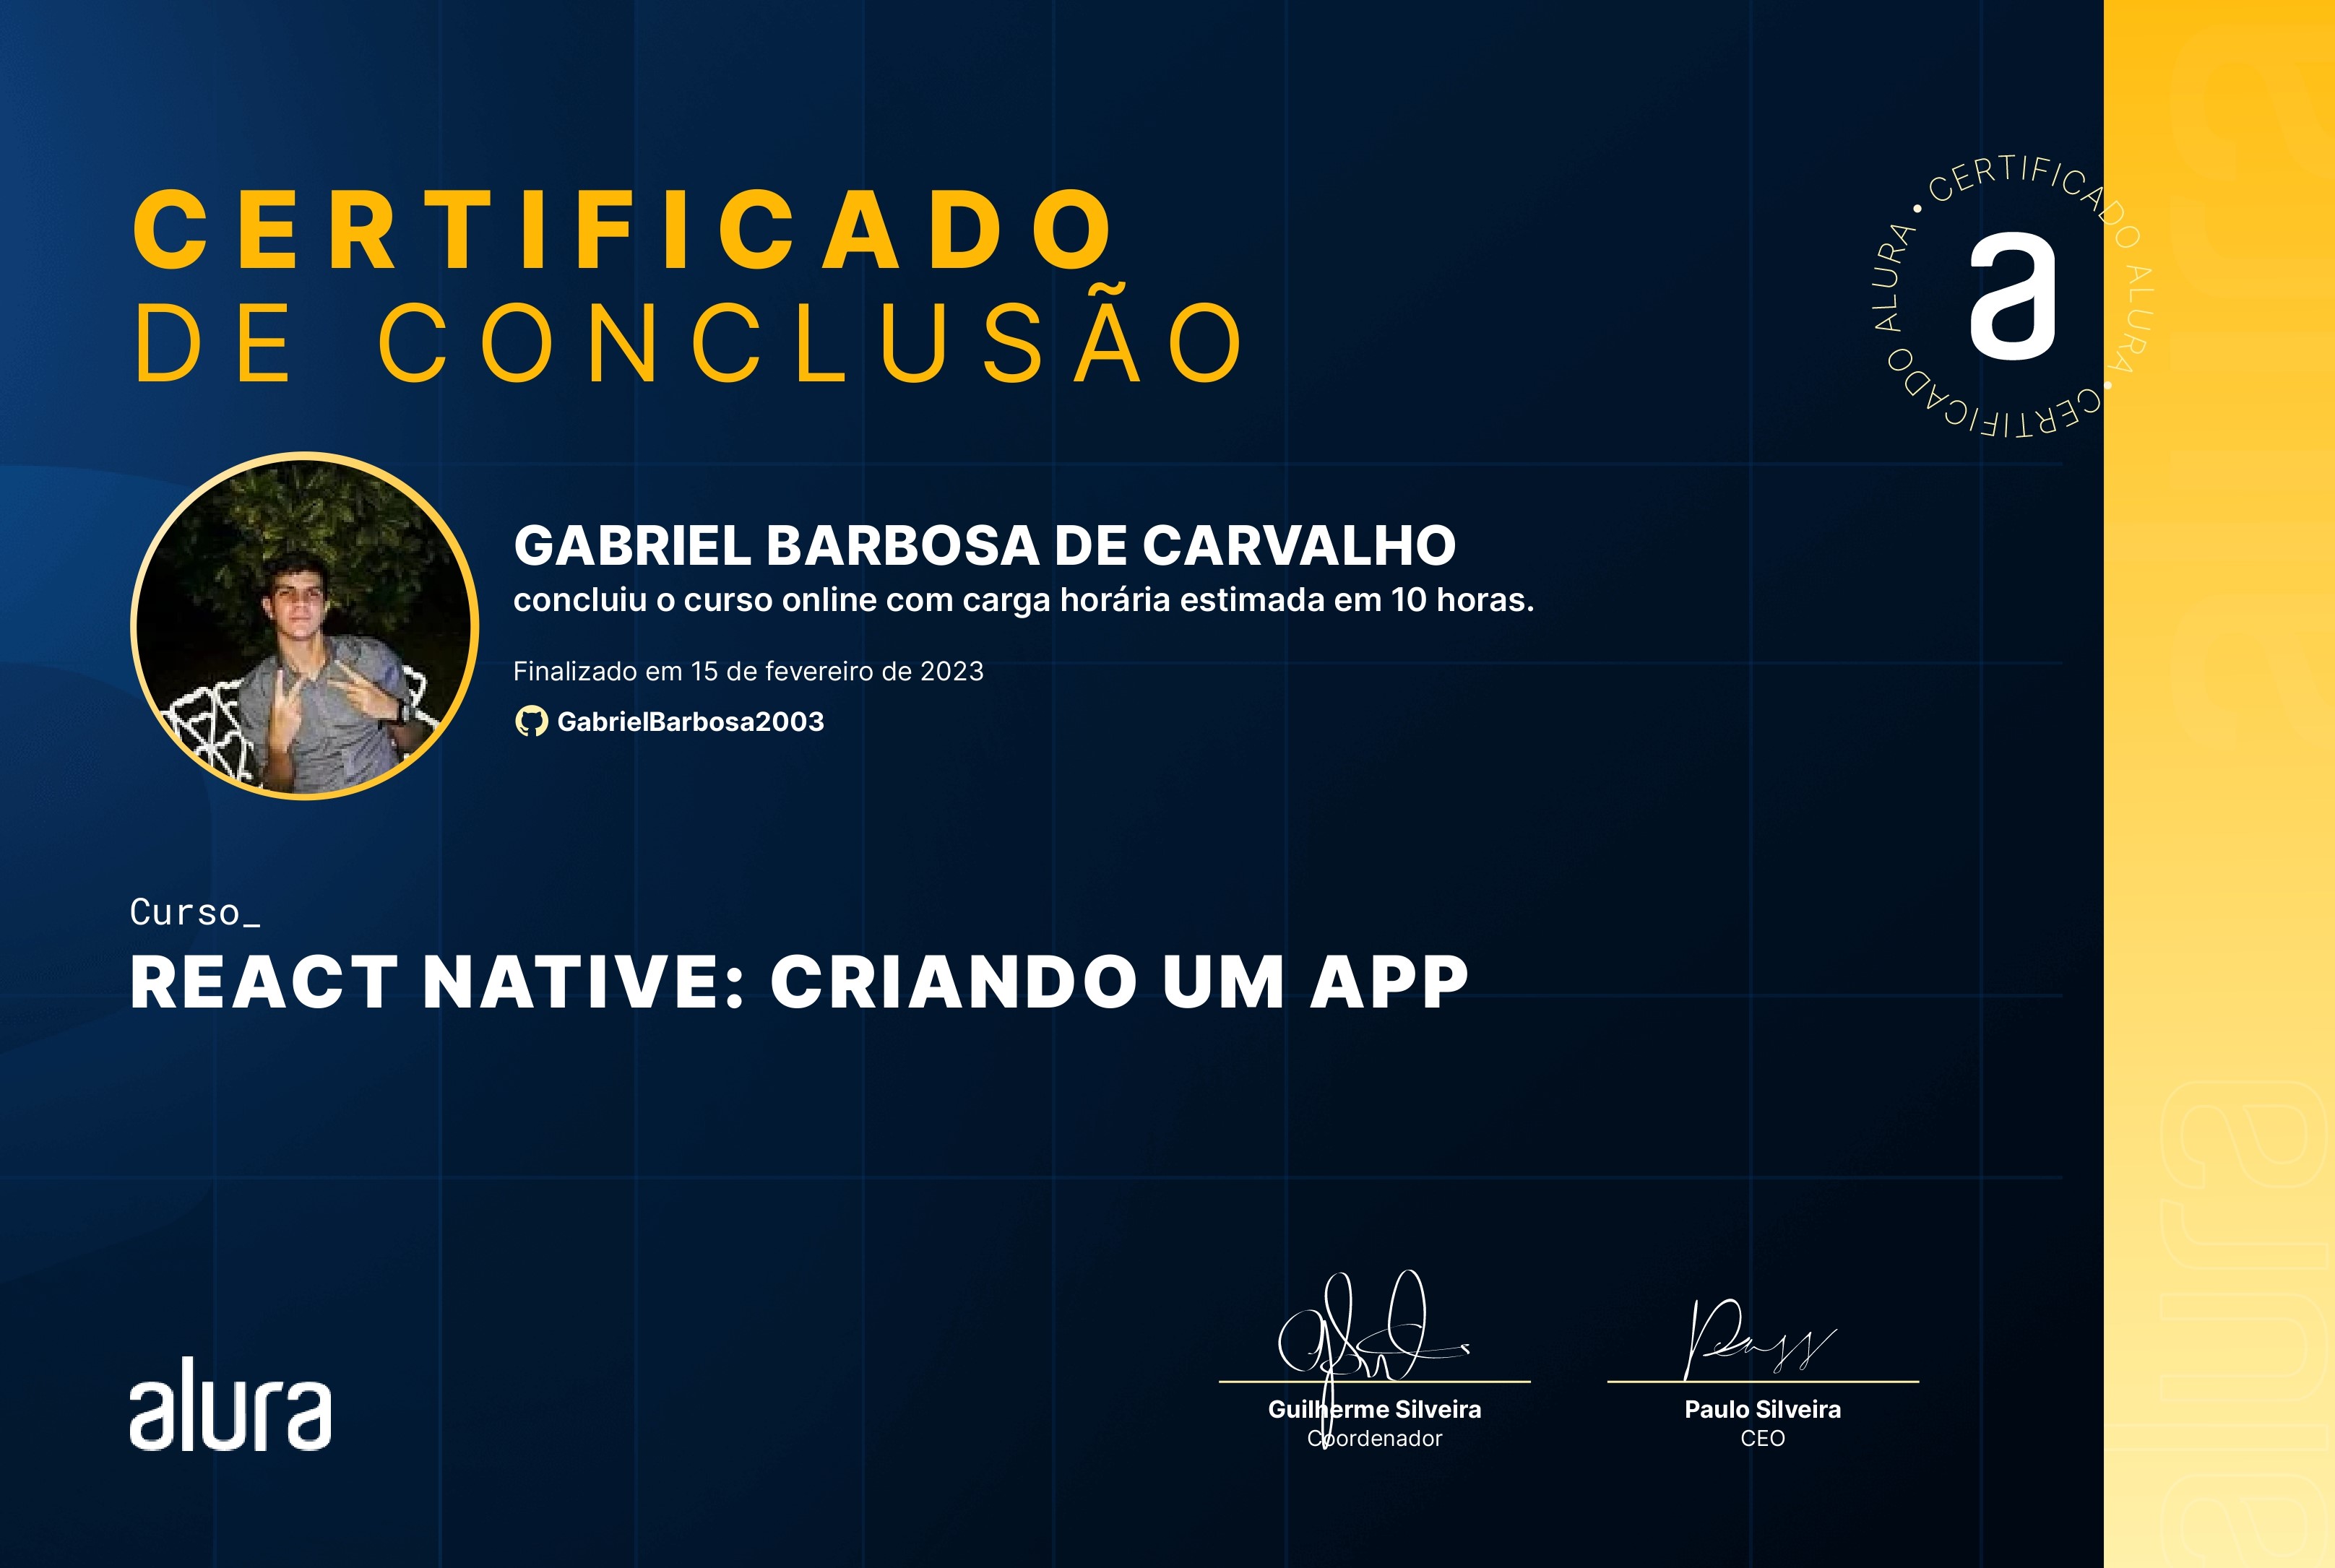 CERTIFICADO
DE CONCLUSÃO
CERTIFICADO ALURA • CERTIFICADO ALURA •
a
GABRIEL BARBOSA DE CARVALHO
concluiu o curso online com carga horária estimada em 10 horas.
Finalizado em 15 de fevereiro de 2023
GabrielBarbosa2003
Curso_
REACT NATIVE: CRIANDO UM APP
alura
Guilherme Silveira
Coordenador
Paulo Silveira
CEO
alura